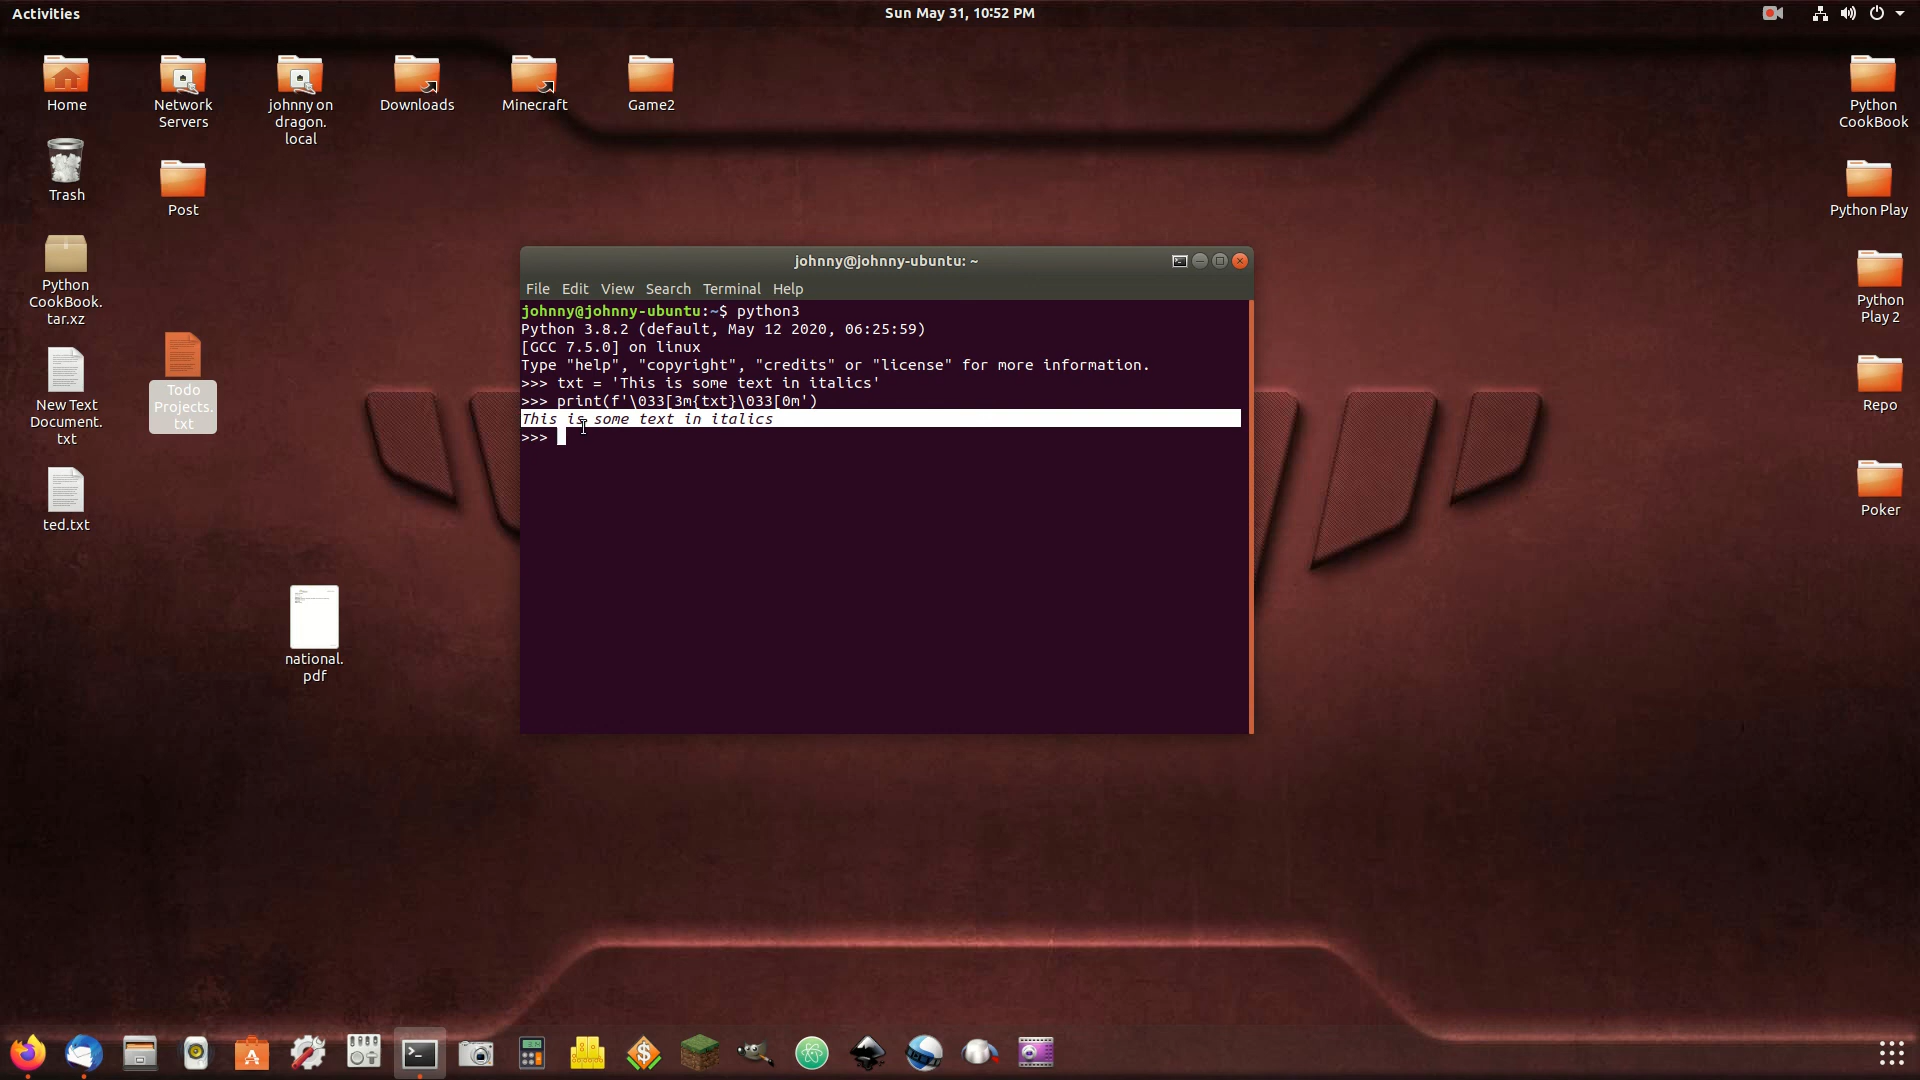 Activities
Sun May 31, 10:52 PM
Home
Network
Servers
johnny on
dragon.
local
Downloads
Minecraft
Game2
Python
CookBook
Trash
Post
Python Play
Python
CookBook.
tar.xz
Python
Play 2
Todo
Projects.
txt
New Text
Document.
txt
Repo
ted.txt
Poker
national.
pdf
johnny@johnny-ubuntu: ~
File Edit View Search Terminal Help
johnny@johnny-ubuntu:~$ python3
Python 3.8.2 (default, May 12 2020, 06:25:59)
[GCC 7.5.0] on linux
Type "help", "copyright", "credits" or "license" for more information.
>>> txt = 'This is some text in italics'
>>> print(f'\033[3m{txt}\033[0m')
This is some text in italics
>>>